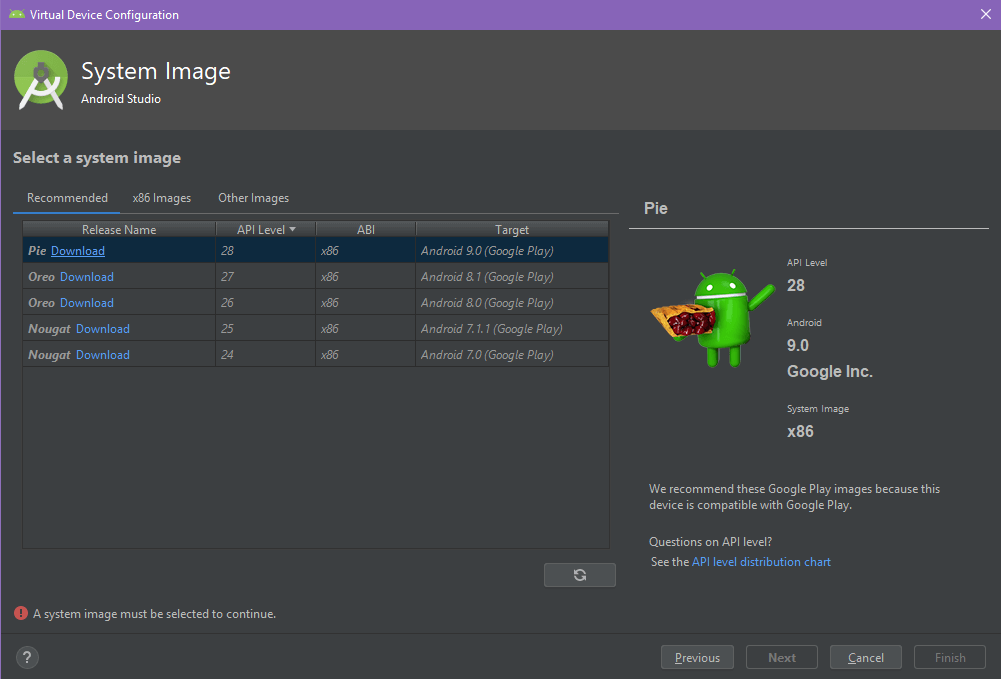 Virtual Device Configuration
System Image
Android Studio
Select a system image
Recommended x86 Images Other Images
Release Name API Level ABI Target
Pie Download 28 x86 Android 9.0 (Google Play)
Oreo Download 27 x86 Android 8.1 (Google Play)
Oreo Download 26 x86 Android 8.0 (Google Play)
Nougat Download 25 x86 Android 7.1.1 (Google Play)
Nougat Download 24 x86 Android 7.0 (Google Play)
Pie
API Level
28
Android
9.0
Google Inc.
System Image
x86
We recommend these Google Play images because this
device is compatible with Google Play.
Questions on API level?
See the API level distribution chart
! A system image must be selected to continue.
? Previous Next Cancel Finish